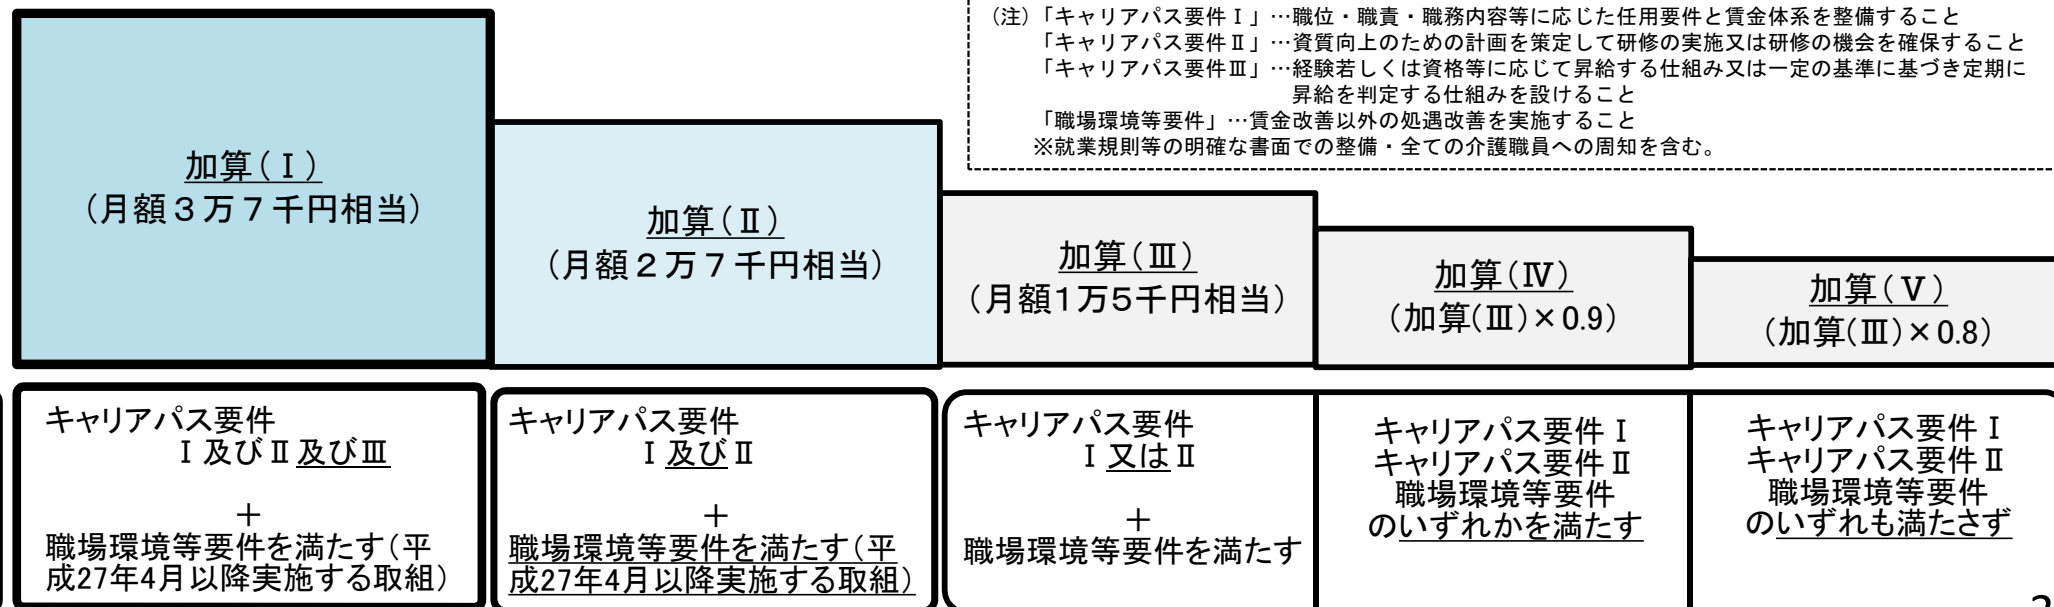 （注）「キャリアパス要件Ⅰ」…職位・職責・職務内容等に応じた任用要件と賃金体系を整備すること
「キャリアパス要件Ⅱ」…資質向上のための計画を策定して研修の実施又は研修の機会を確保すること
「キャリアパス要件Ⅲ」…経験若しくは資格等に応じて昇給する仕組み又は一定の基準に基づき定期に
昇給を判定する仕組みを設けること
「職場環境等要件」…賃金改善以外の処遇改善を実施すること
※就業規則等の明確な書面での整備・全ての介護職員への周知を含む。
加算（Ⅰ）
（月額３万７千円相当）
加算（Ⅱ）
（月額２万７千円相当）
加算（Ⅲ）
（月額1万5千円相当）
加算（Ⅳ）
（加算(Ⅲ)×0.9）
加算（Ⅴ）
（加算(Ⅲ)×0.8）
キャリアパス要件
Ⅰ及びⅡ及びⅢ
＋
職場環境等要件を満たす（平
成27年4月以降実施する取組）
キャリアパス要件
Ⅰ及びⅡ
＋
職場環境等要件を満たす（平
成27年4月以降実施する取組）
キャリアパス要件
Ⅰ又はⅡ
＋
職場環境等要件を満たす
キャリアパス要件Ⅰ
キャリアパス要件Ⅱ
職場環境等要件
のいずれかを満たす
キャリアパス要件Ⅰ
キャリアパス要件Ⅱ
職場環境等要件
のいずれも満たさず